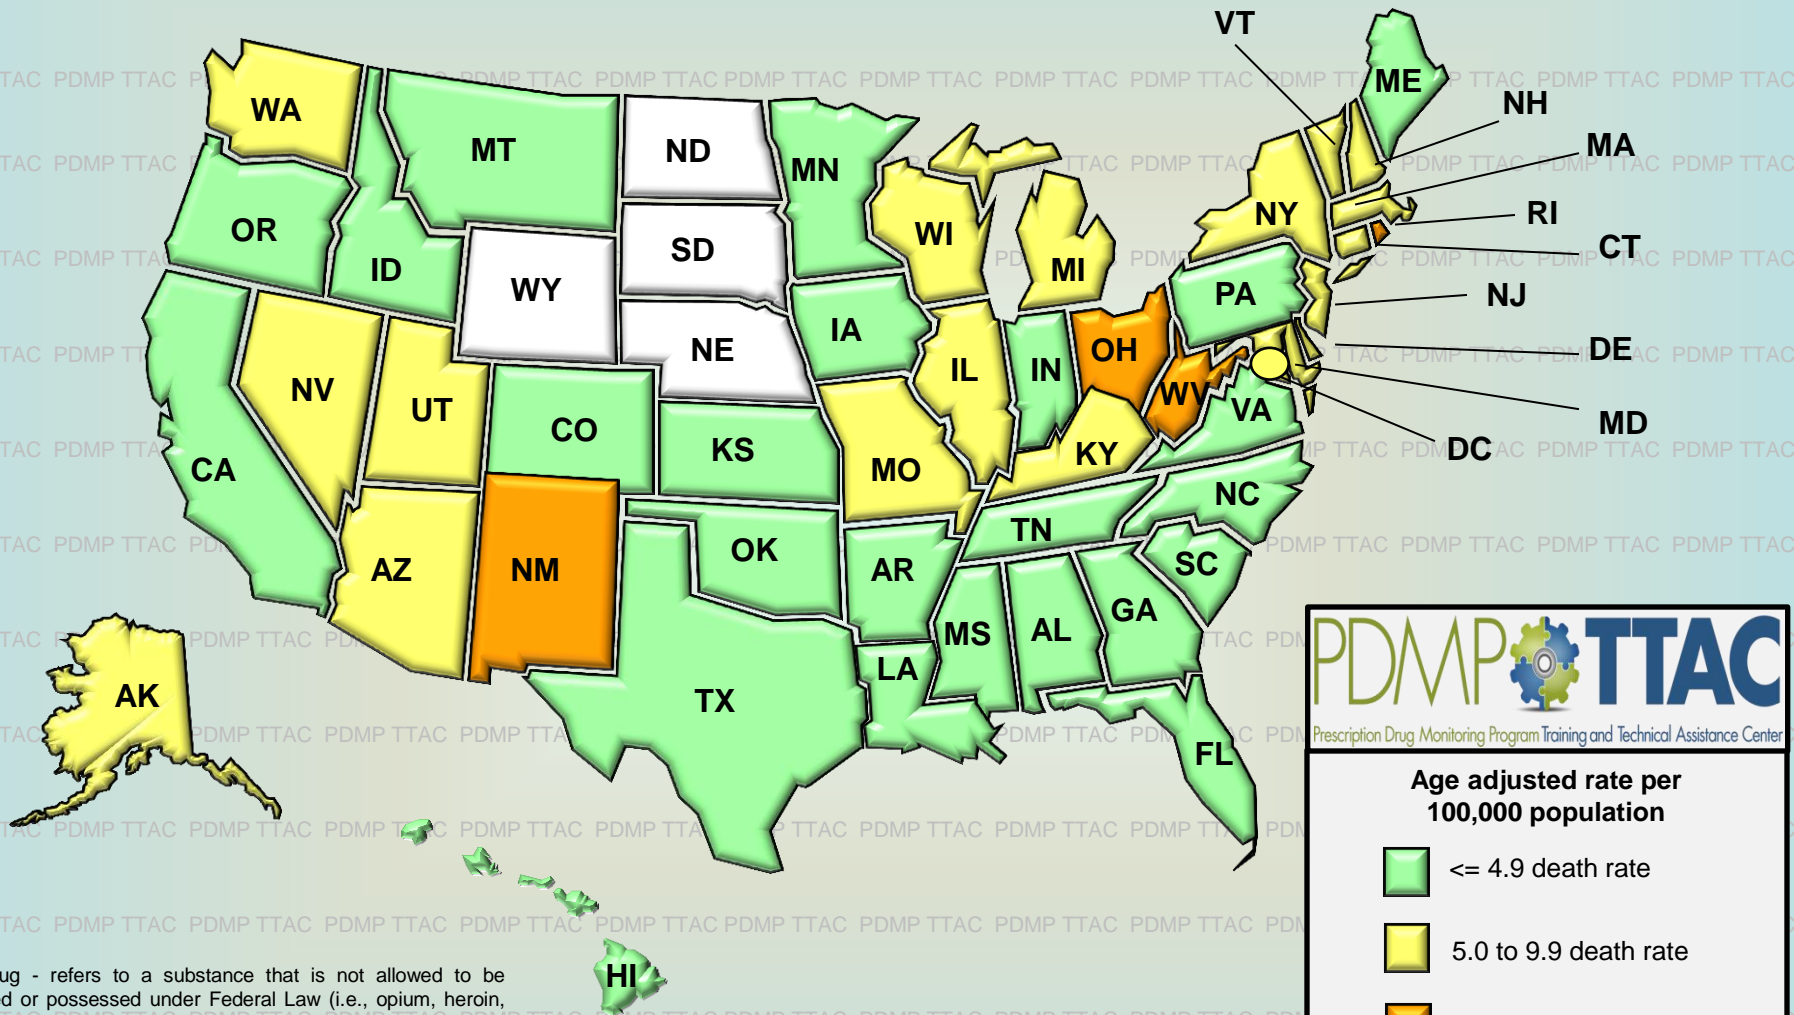 VT
ME
WA
NH
MT
ND
MN
MA
OR
NY
RI
WI
SD
CT
ID
MI
WY
PA
NJ
IA
NE
OH
DE
IL
IN
NV
UT
WV
VA
CO
MD
KS
DC
KY
CA
MO
NC
TN
OK
AZ
NM
AR
SC
GA
MS
AL
LA
AK
TX
FL
HI
PDMP TTAC
Prescription Drug Monitoring Program Training and Technical Assistance Center
Age adjusted rate per
100,000 population
<= 4.9 death rate
5.0 to 9.9 death rate
- refers to a substance that is not allowed to be
or possessed under Federal Law (i.e., opium, heroin,